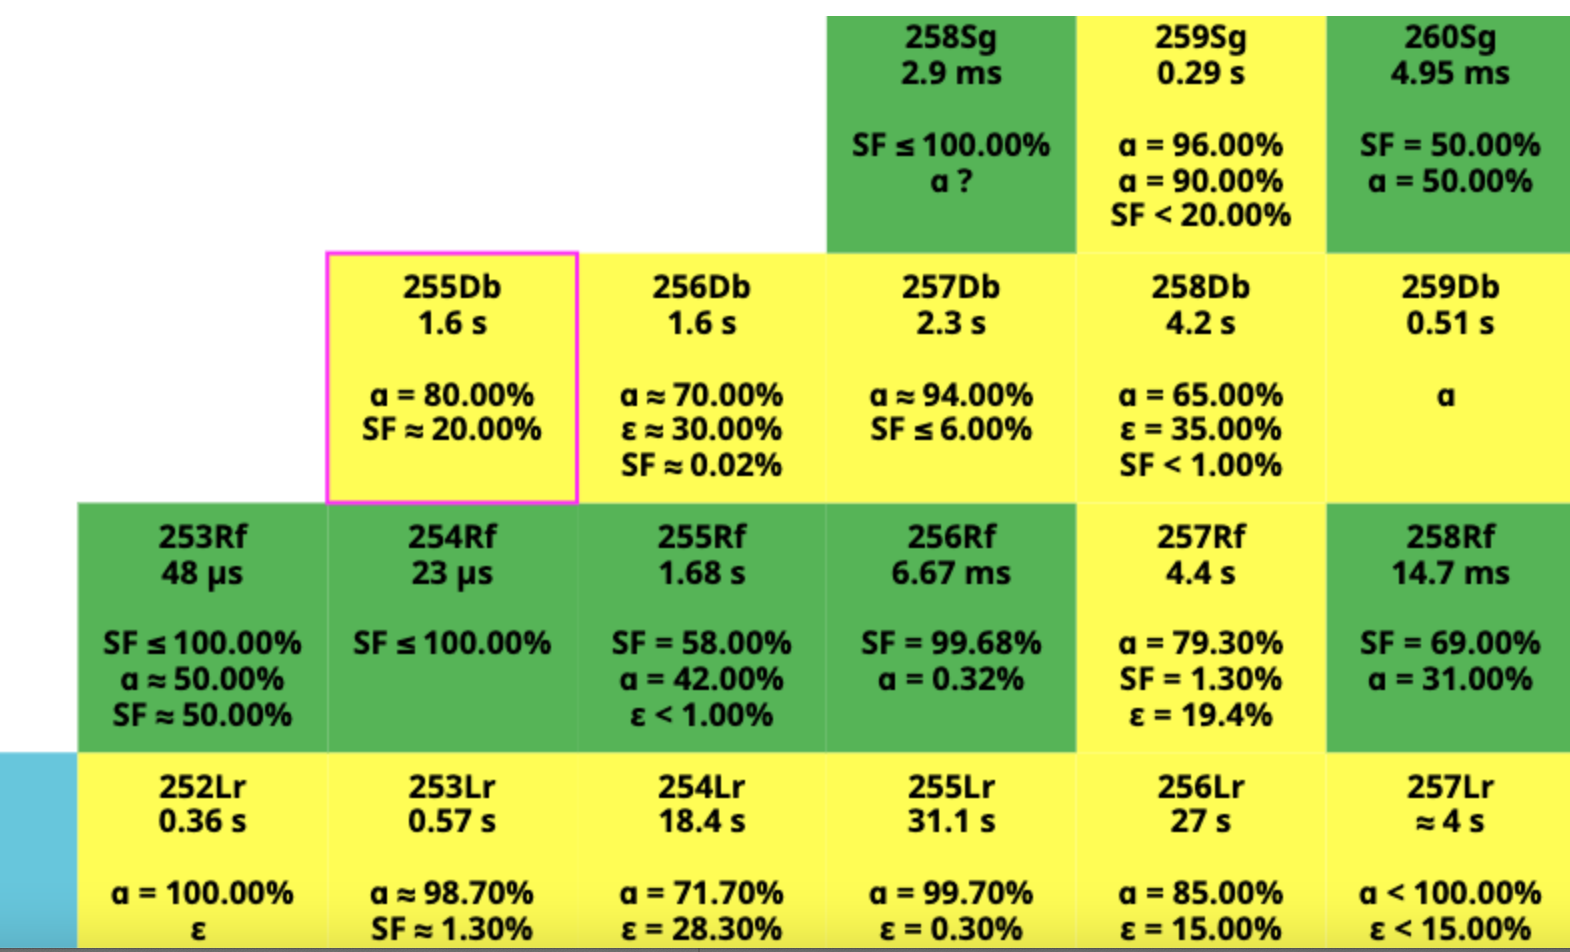 258Sg
2.9 ms
SF ≤ 100.00%
α ?
259Sg
0.29 s
α = 96.00%
α = 90.00%
SF < 20.00%
260Sg
4.95 ms
SF = 50.00%
α = 50.00%
255Db
1.6 s
α = 80.00%
SF ≈ 20.00%
256Db
1.6 s
α ≈ 70.00%
ε ≈ 30.00%
SF ≈ 0.02%
257Db
2.3 s
α ≈ 94.00%
SF ≤ 6.00%
258Db
4.2 s
α = 65.00%
ε = 35.00%
SF < 1.00%
259Db
0.51 s
α
253Rf
48 μs
SF ≤ 100.00%
α ≈ 50.00%
SF ≈ 50.00%
254Rf
23 μs
SF ≤ 100.00%
255Rf
1.68 s
SF = 58.00%
α = 42.00%
ε < 1.00%
256Rf
6.67 ms
SF = 99.68%
α = 0.32%
257Rf
4.4 s
α = 79.30%
SF = 1.30%
ε = 19.4%
258Rf
14.7 ms
SF = 69.00%
α = 31.00%
252Lr
0.36 s
α = 100.00%
ε
253Lr
0.57 s
α ≈ 98.70%
SF ≈ 1.30%
254Lr
18.4 s
α = 71.70%
ε = 28.30%
255Lr
31.1 s
α = 99.70%
ε = 0.30%
256Lr
27 s
α = 85.00%
ε = 15.00%
257Lr
≈ 4 s
α < 100.00%
ε < 15.00%